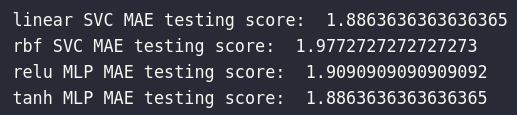 linear SVC MAE testing score:  1.8863636363636365
rbf SVC MAE testing score:  1.9772727272727273
relu MLP MAE testing score:  1.9090909090909092
tanh MLP MAE testing score:  1.8863636363636365